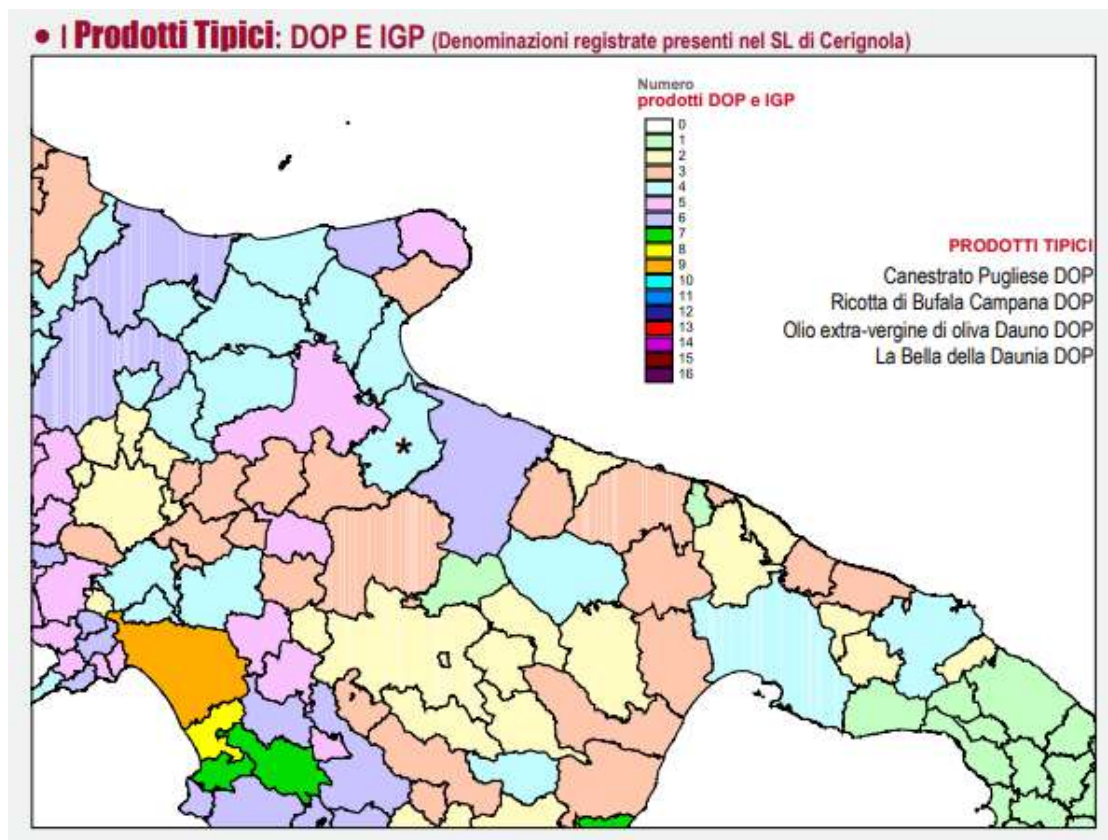 • I Prodotti Tipici: DOP E IGP (Denominazioni registrate presenti nel SL di Cerignola)
Numero
prodotti DOP e IGP
0
1
2
3
4
5
6
7
8
9
10
11
12
13
14
15
16
PRODOTTI TIPICI
Canestrato Pugliese DOP
Ricotta di Bufala Campana DOP
Olio extra-vergine di oliva Dauno DOP
La Bella della Daunia DOP
*